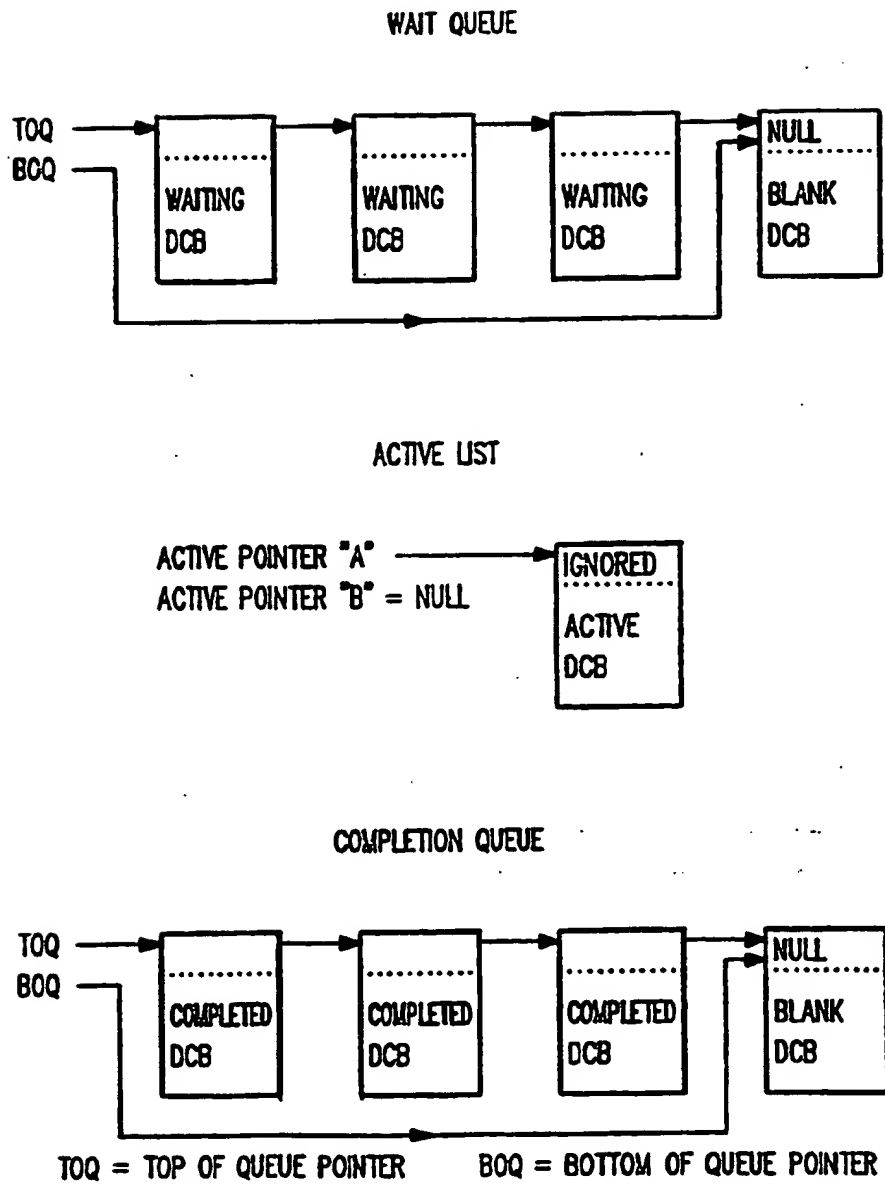 WAIT QUEUE
TOQ
BOQ
WAITING
DCB
WAITING
DCB
WAITING
DCB
NULL
BLANK
DCB
ACTIVE LIST
ACTIVE POINTER "A"
ACTIVE POINTER "B" = NULL
IGNORED
ACTIVE
DCB
COMPLETION QUEUE
TOQ
BOQ
COMPLETED
DCB
COMPLETED
DCB
COMPLETED
DCB
NULL
BLANK
DCB
TOQ = TOP OF QUEUE POINTER
BOQ = BOTTOM OF QUEUE POINTER